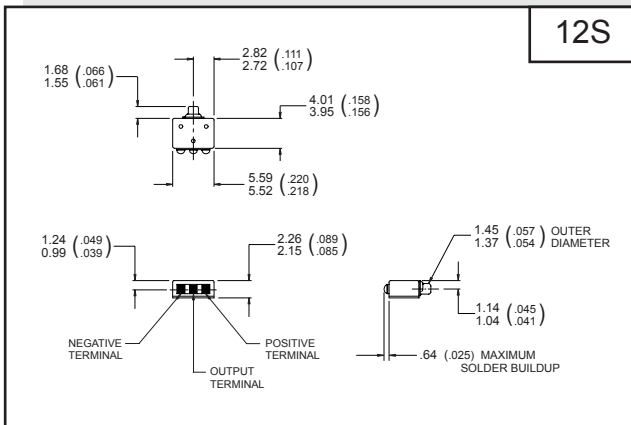 12S
2.82 (.111)
2.72 (.107)
1.68 (.066)
1.55 (.061)
4.01 (.158)
3.95 (.156)
5.59 (.220)
5.52 (.218)
1.24 (.049)
0.99 (.039)
2.26 (.089)
2.15 (.085)
NEGATIVE
TERMINAL
POSITIVE
TERMINAL
OUTPUT
TERMINAL
1.45 (.057) OUTER
1.37 (.054) DIAMETER
1.14 (.045)
1.04 (.041)
.64 (.025) MAXIMUM
SOLDER BUILDUP